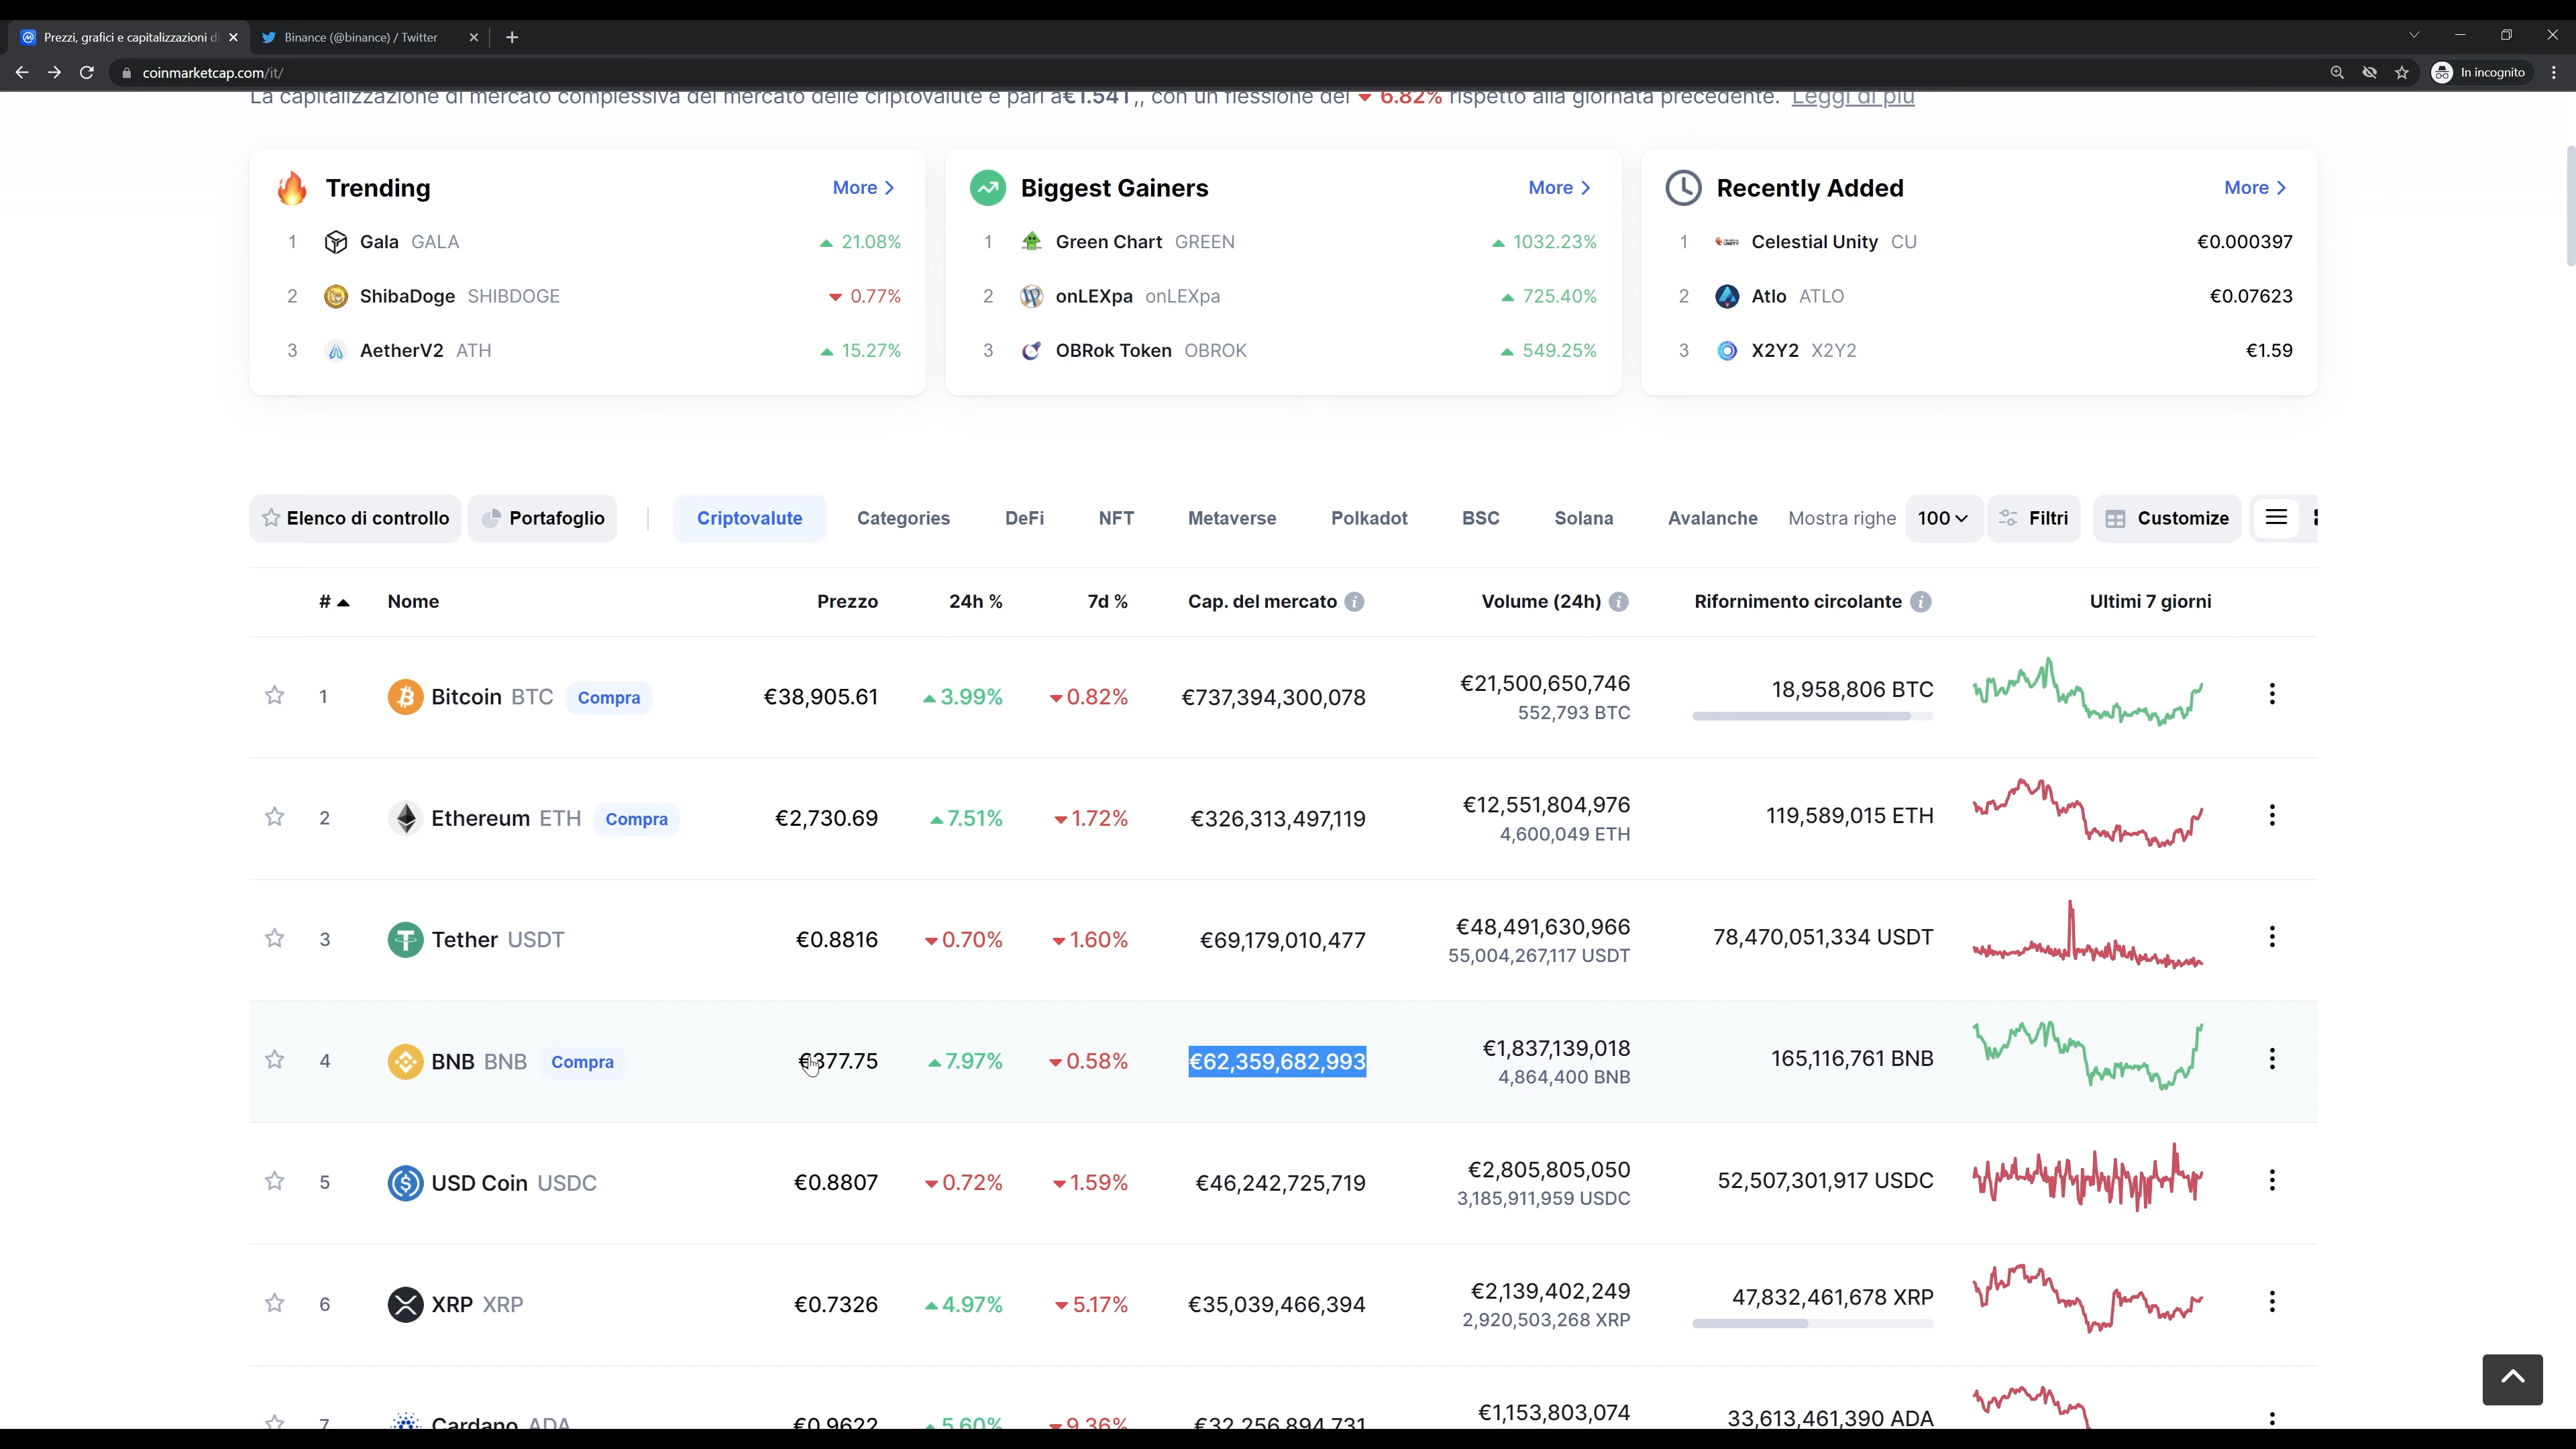 Prezzi, grafici e capitalizzazioni di
Binance (@binance) / Twitter
coinmarketcap.com/it/
In incognito
La capitalizzazione di mercato complessiva del mercato delle criptovalute è pari a€1.54T,, con un flessione del 6.82% rispetto alla giornata precedente. Leggi di più
Trending More
1 Gala GALA 21.08%
2 ShibaDoge SHIBDOGE 0.77%
3 AetherV2 ATH 15.27%
Biggest Gainers More
1 Green Chart GREEN 1032.23%
2 onLEXpa onLEXpa 725.40%
3 OBRok Token OBROK 549.25%
Recently Added More
1 Celestial Unity CU €0.000397
2 Atlo ATLO €0.07623
3 X2Y2 X2Y2 €1.59
Elenco di controllo Portafoglio Criptovalute Categories DeFi NFT Metaverse Polkadot BSC Solana Avalanche Mostra righe 100 Filtri Customize
# Nome Prezzo 24h % 7d % Cap. del mercato Volume (24h) Rifornimento circolante Ultimi 7 giorni
1 Bitcoin BTC Compra €38,905.61 3.99% 0.82% €737,394,300,078 €21,500,650,746 18,958,806 BTC
552,793 BTC
2 Ethereum ETH Compra €2,730.69 7.51% 1.72% €326,313,497,119 €12,551,804,976 119,589,015 ETH
4,600,049 ETH
3 Tether USDT €0.8816 0.70% 1.60% €69,179,010,477 €48,491,630,966 78,470,051,334 USDT
55,004,267,117 USDT
4 BNB BNB Compra €377.75 7.97% 0.58% €62,359,682,993 €1,837,139,018 165,116,761 BNB
4,864,400 BNB
5 USD Coin USDC €0.8807 0.72% 1.59% €46,242,725,719 €2,805,805,050 52,507,301,917 USDC
3,185,911,959 USDC
6 XRP XRP €0.7326 4.97% 5.17% €35,039,466,394 €2,139,402,249 47,832,461,678 XRP
2,920,503,268 XRP
7 Cardano ADA €0.9622 5.60% 9.36% €32,256,894,731 €1,153,803,074 33,613,461,390 ADA